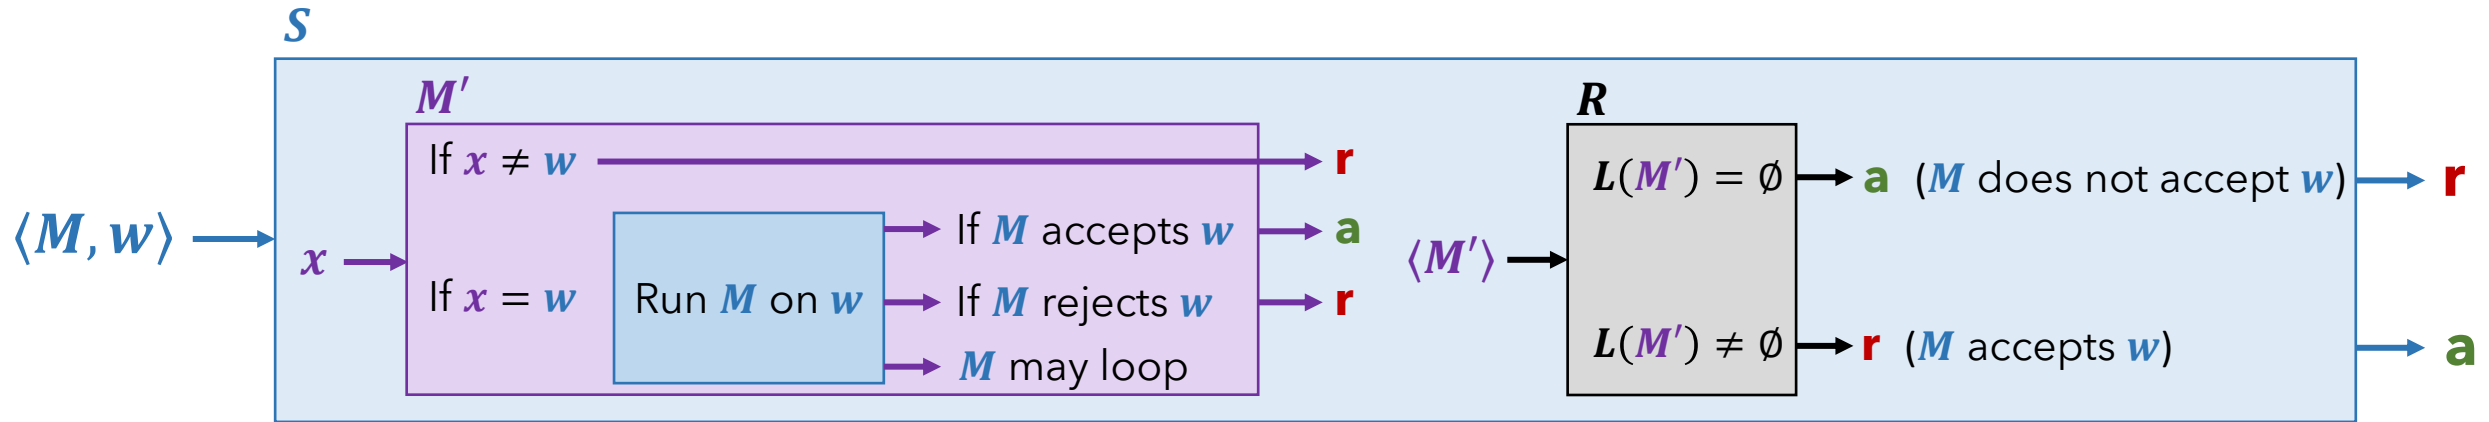 S
M′
R
If x ≠ w
r
L(M′) = ∅
a (M does not accept w)
r
⟨M, w⟩
x
If x = w
Run M on w
If M accepts w
a
If M rejects w
r
M may loop
⟨M′⟩
L(M′) ≠ ∅
r (M accepts w)
a